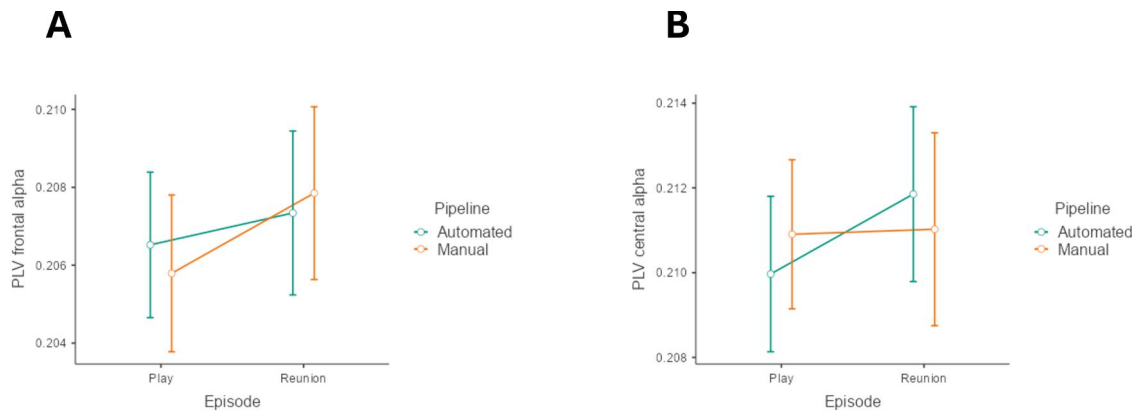 A
PLV frontal alpha
0.210
0.208
0.206
0.204
Play
Reunion
Episode
Pipeline
Automated
Manual
B
PLV central alpha
0.214
0.212
0.210
0.208
Play
Reunion
Episode
Pipeline
Automated
Manual